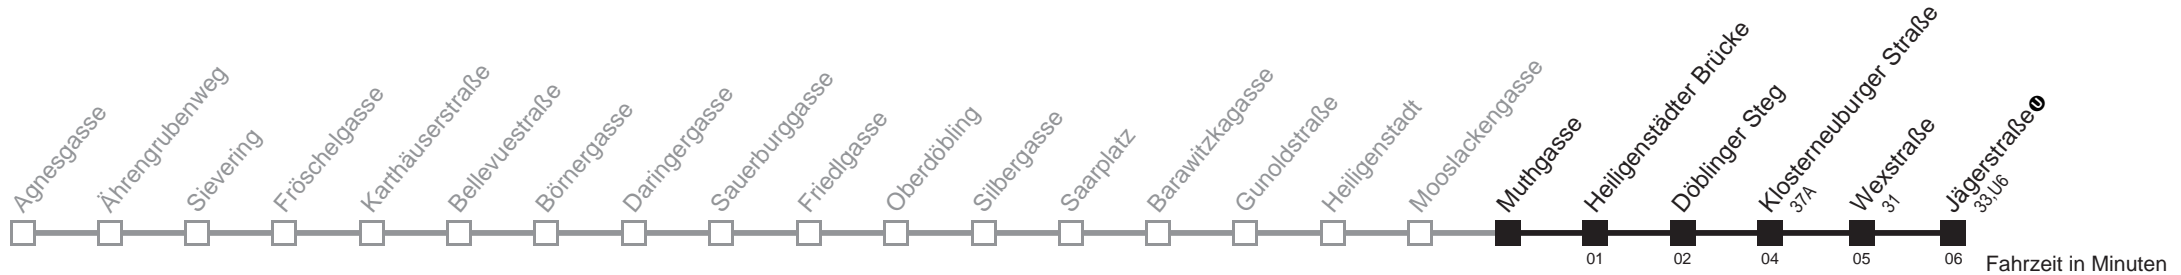 Agnesgasse
Ährengrubenweg
Sievering
Fröschelgasse
Karthäuserstraße
Bellevuestraße
Börnergasse
Daringergasse
Sauerburggasse
Friedlgasse
Oberdöbling
Silbergasse
Saarplatz
Barawitzkagasse
Gunoldstraße
Heiligenstadt
Mooslackengasse
Muthgasse
Heiligenstädter Brücke
Döblinger Steg
Klosterneuburger Straße
37A
Wexstraße
31
Jägerstraße U
33,U6
01 02 04 05 06 Fahrzeit in Minuten